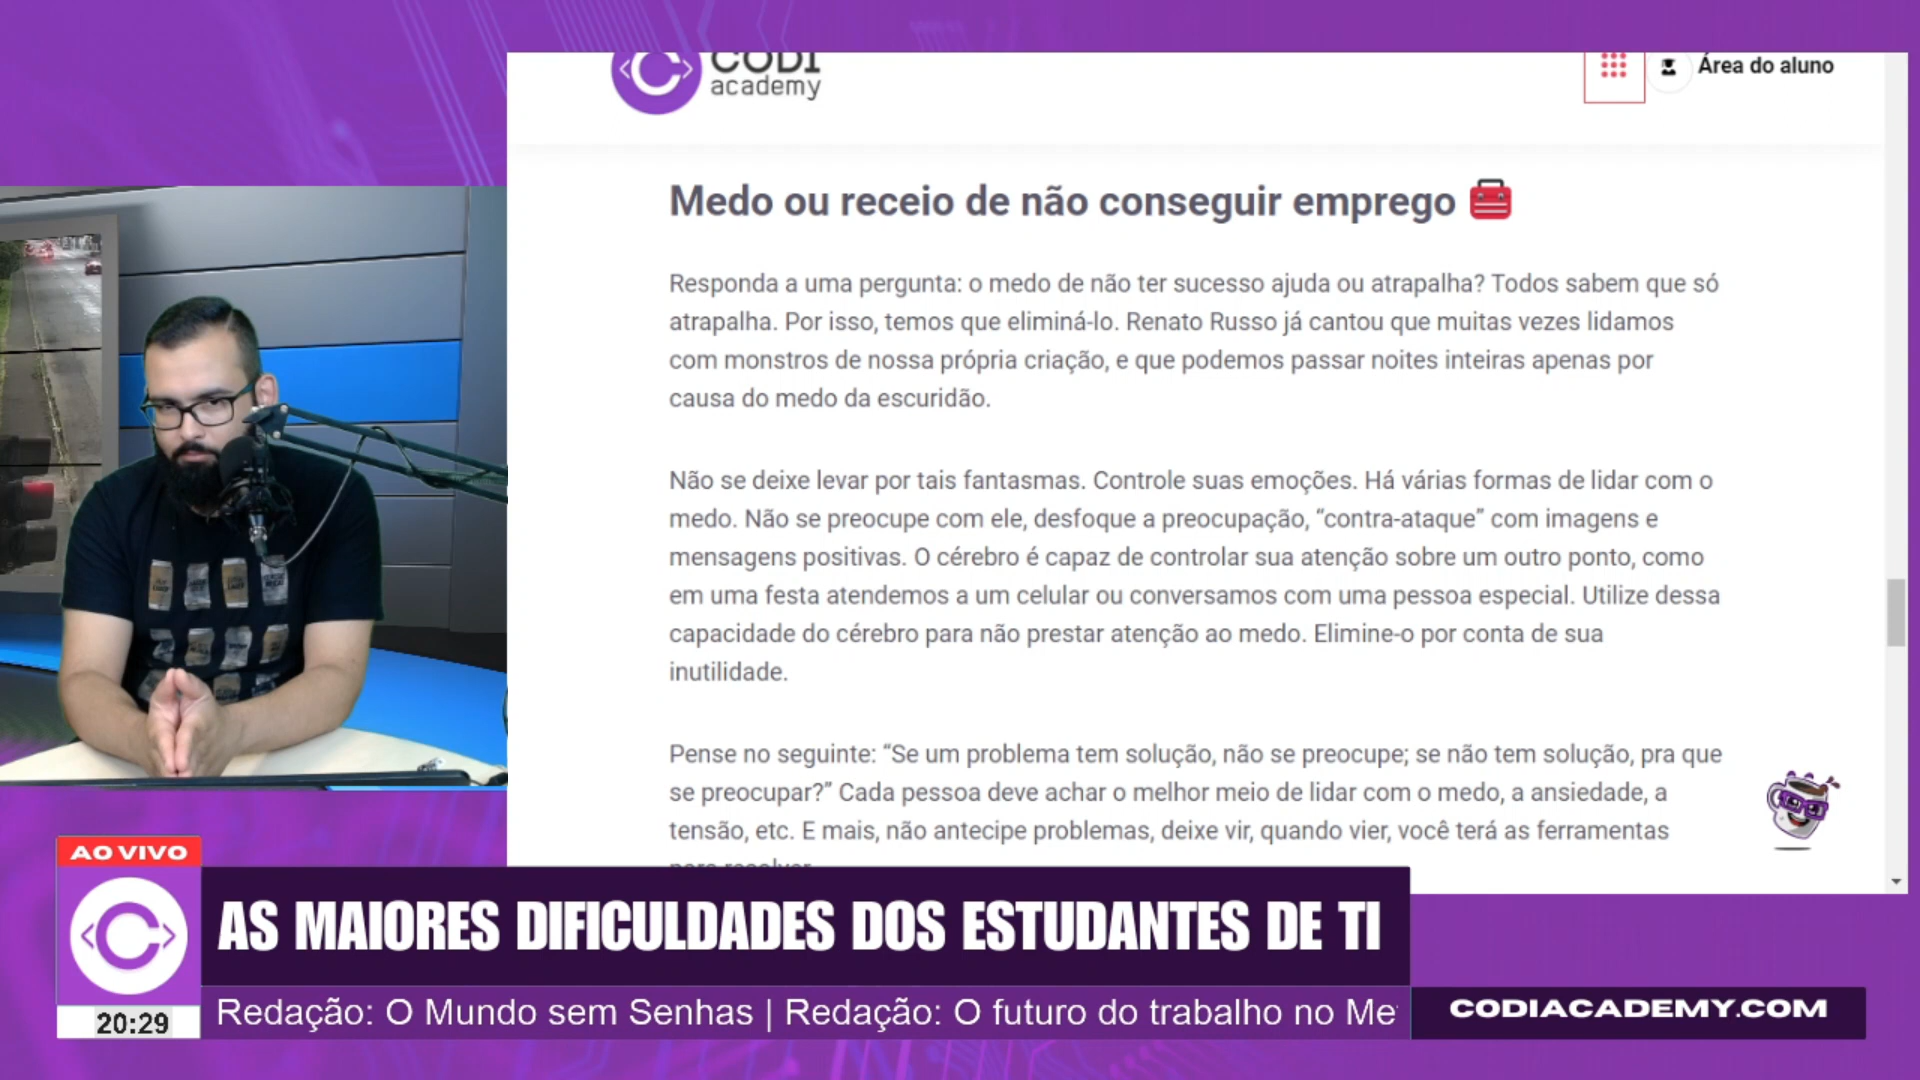 CODI
academy
Área do aluno
Medo ou receio de não conseguir emprego
Responda a uma pergunta: o medo de não ter sucesso ajuda ou atrapalha? Todos sabem que só
atrapalha. Por isso, temos que eliminá-lo. Renato Russo já cantou que muitas vezes lidamos
com monstros de nossa própria criação, e que podemos passar noites inteiras apenas por
causa do medo da escuridão.
Não se deixe levar por tais fantasmas. Controle suas emoções. Há várias formas de lidar com o
medo. Não se preocupe com ele, desfoque a preocupação, “contra-ataque” com imagens e
mensagens positivas. O cérebro é capaz de controlar sua atenção sobre um outro ponto, como
em uma festa atendemos a um celular ou conversamos com uma pessoa especial. Utilize dessa
capacidade do cérebro para não prestar atenção ao medo. Elimine-o por conta de sua
inutilidade.
Pense no seguinte: “Se um problema tem solução, não se preocupe; se não tem solução, pra que
se preocupar?” Cada pessoa deve achar o melhor meio de lidar com o medo, a ansiedade, a
tensão, etc. E mais, não antecipe problemas, deixe vir, quando vier, você terá as ferramentas
para resolver
AO VIVO
AS MAIORES DIFICULDADES DOS ESTUDANTES DE TI
20:29
Redação: O Mundo sem Senhas | Redação: O futuro do trabalho no Me
CODIACADEMY.COM